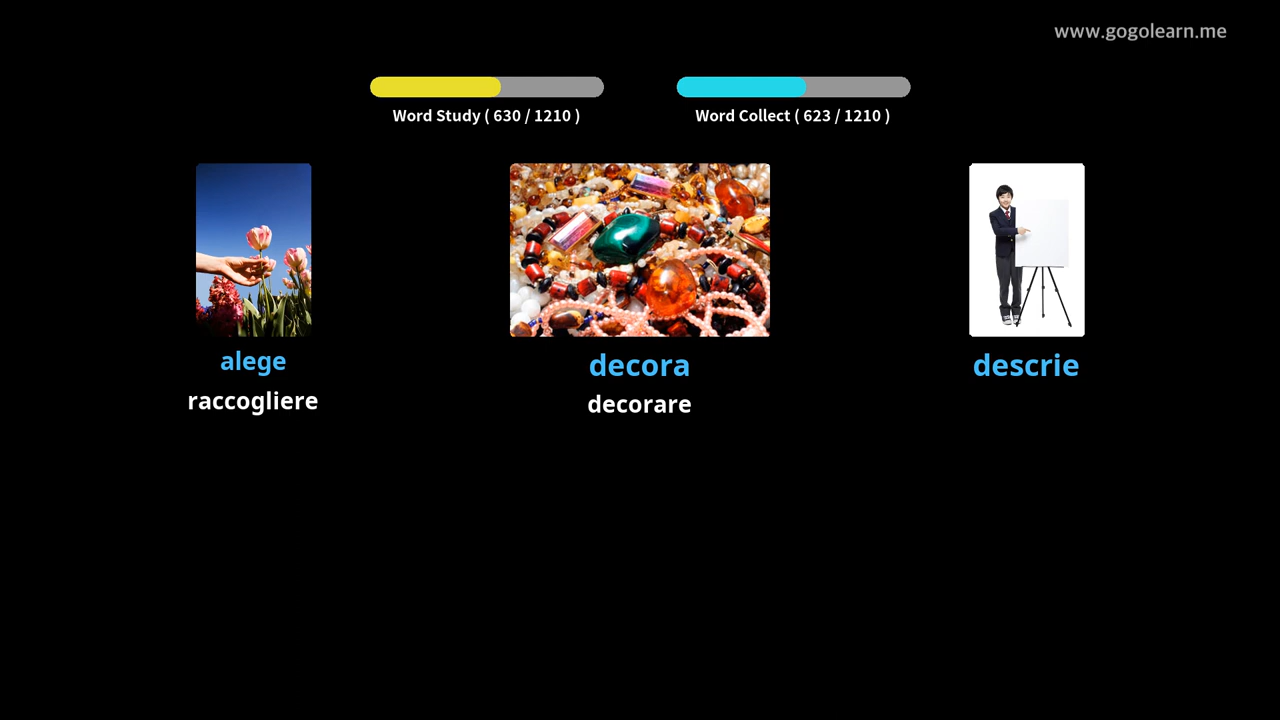 www.gogolearn.me
Word Study ( 630 / 1210 )
Word Collect ( 623 / 1210 )
alege
raccogliere
decora
decorare
descrie